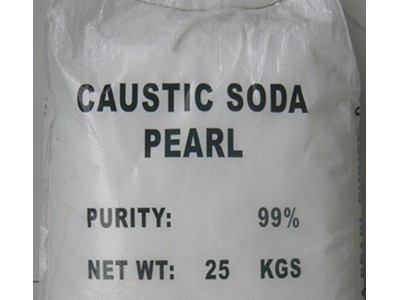 CAUSTIC SODA
PEARL
PURITY: 99%
NET WT: 25 KGS